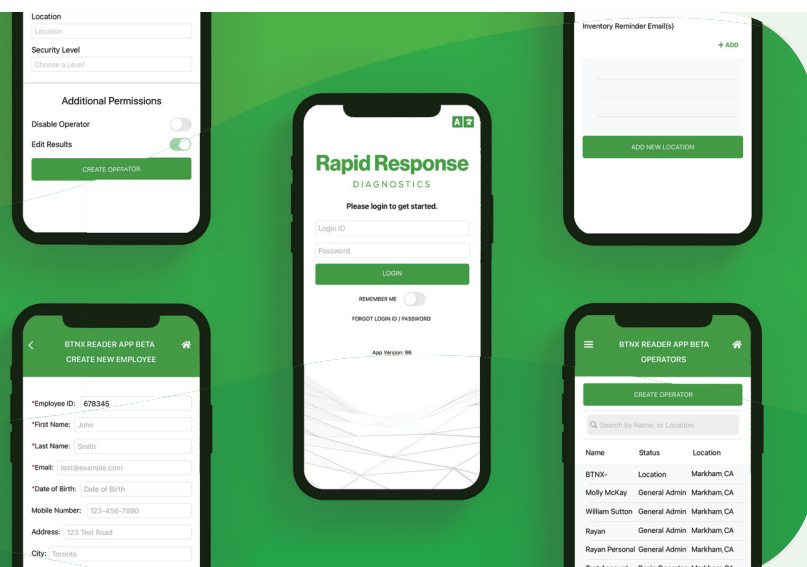 Location
Location
Security Level
Choose a Level
Additional Permissions
Disable Operator
Edit Results
CREATE OPERATOR
BTNX READER APP BETA
CREATE NEW EMPLOYEE
*Employee ID: 678345
*First Name: John
*Last Name: Smith
*Email: test@example.com
*Date of Birth: Date of Birth
Mobile Number: 123-456-7890
Address: 123 Test Road
City: Toronto
A
Rapid Response
DIAGNOSTICS
Please login to get started.
Login ID
Password
LOGIN
REMEMBER ME
FORGOT LOGIN ID / PASSWORD
App Version: 96
Inventory Reminder Email(s)
+ ADD
ADD NEW LOCATION
BTNX READER APP BETA
OPERATORS
CREATE OPERATOR
Search by Name, or Location
Name Status Location
BTNX- Location Markham, CA
Molly McKay General Admin Markham, CA
William Sutton General Admin Markham, CA
Rayan General Admin Markham, CA
Rayan Personal General Admin Markham, CA